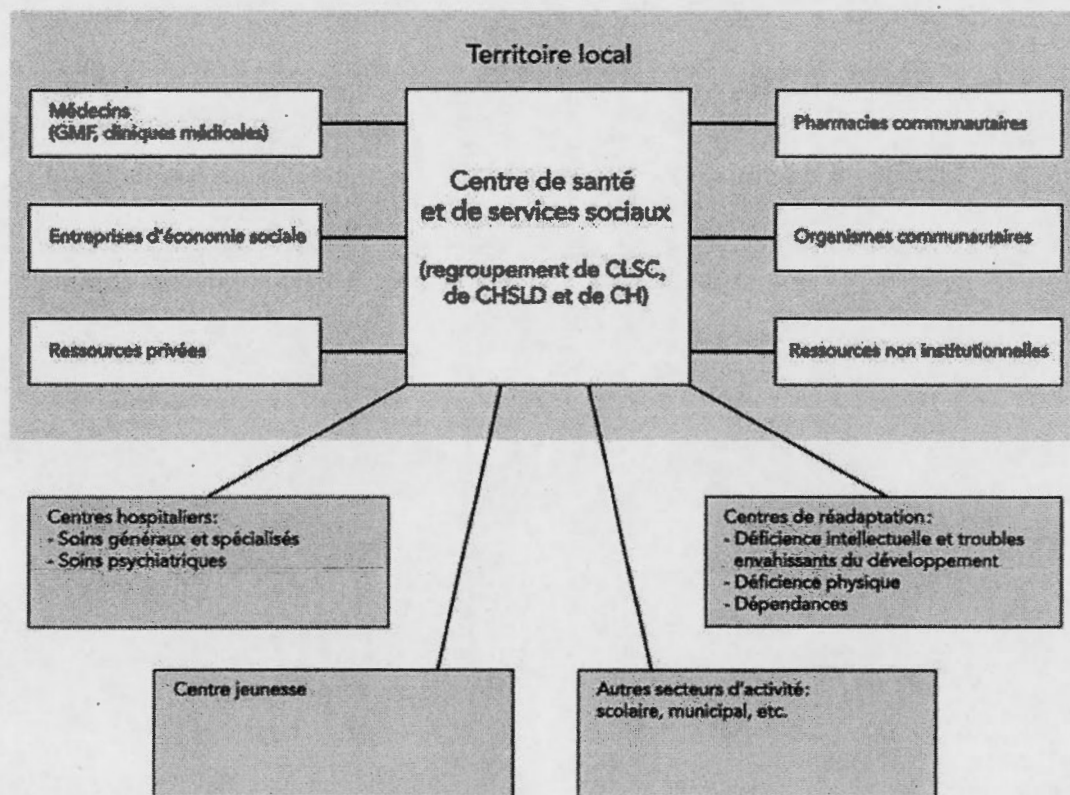 Territoire local
Médecins
(GMF, cliniques médicales)
Entreprises d'économie sociale
Ressources privées
Centre de santé
et de services sociaux
(regroupement de CLSC,
de CHSLD et de CH)
Pharmacies communautaires
Organismes communautaires
Ressources non institutionnelles
Centres hospitaliers:
- Soins généraux et spécialisés
- Soins psychiatriques
Centres de réadaptation:
- Déficience intellectuelle et troubles
envahissants du développement
- Déficience physique
- Dépendances
Centre jeunesse
Autres secteurs d'activité:
scolaire, municipal, etc.